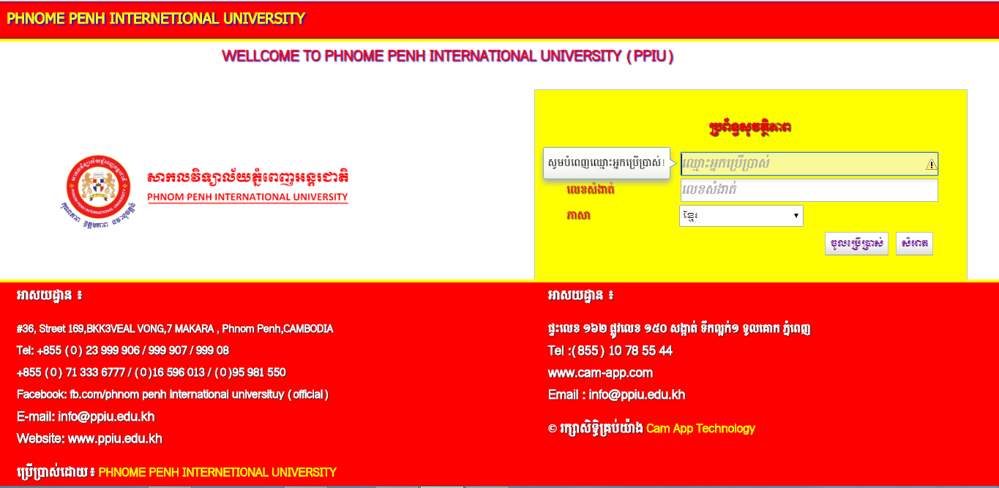 PHNOME PENH INTERNETIONAL UNIVERSITY
WELLCOME TO PHNOME PENH INTERNATIONAL UNIVERSITY (PPIU)
ប្រព័ន្ធសុវត្ថិភាព
សូមបំពេញឈ្មោះអ្នកប្រើប្រាស់!
ឈ្មោះអ្នកប្រើប្រាស់
សាកលវិទ្យាល័យភ្នំពេញអន្តរជាតិ
PHNOM PENH INTERNATIONAL UNIVERSITY
លេខសំងាត់
លេខសំងាត់
ភាសា
ខ្មែរ
ចូលប្រើប្រាស់
សំអាត
អាសយដ្ឋាន ៖
#36, Street 169,BKK3VEAL VONG,7 MAKARA , Phnom Penh,CAMBODIA
Tel: +855 (0) 23 999 906 / 999 907 / 999 08
+855 (0) 71 333 6777 / (0)16 596 013 / (0)95 981 550
Facebook: fb.com/phnom penh international universituy (official)
E-mail: info@ppiu.edu.kh
Website: www.ppiu.edu.kh
ប្រើប្រាស់ដោយ៖ PHNOME PENH INTERNETIONAL UNIVERSITY
អាសយដ្ឋាន ៖
ផ្ទះលេខ ១៦២ ផ្លូវលេខ ១៥០ សង្កាត់ ទឹកល្អក់១ ទួលគោក ភ្នំពេញ
Tel :(855) 10 78 55 44
www.cam-app.com
Email : info@ppiu.edu.kh
© រក្សាសិទ្ធិគ្រប់យ៉ាង Cam App Technology